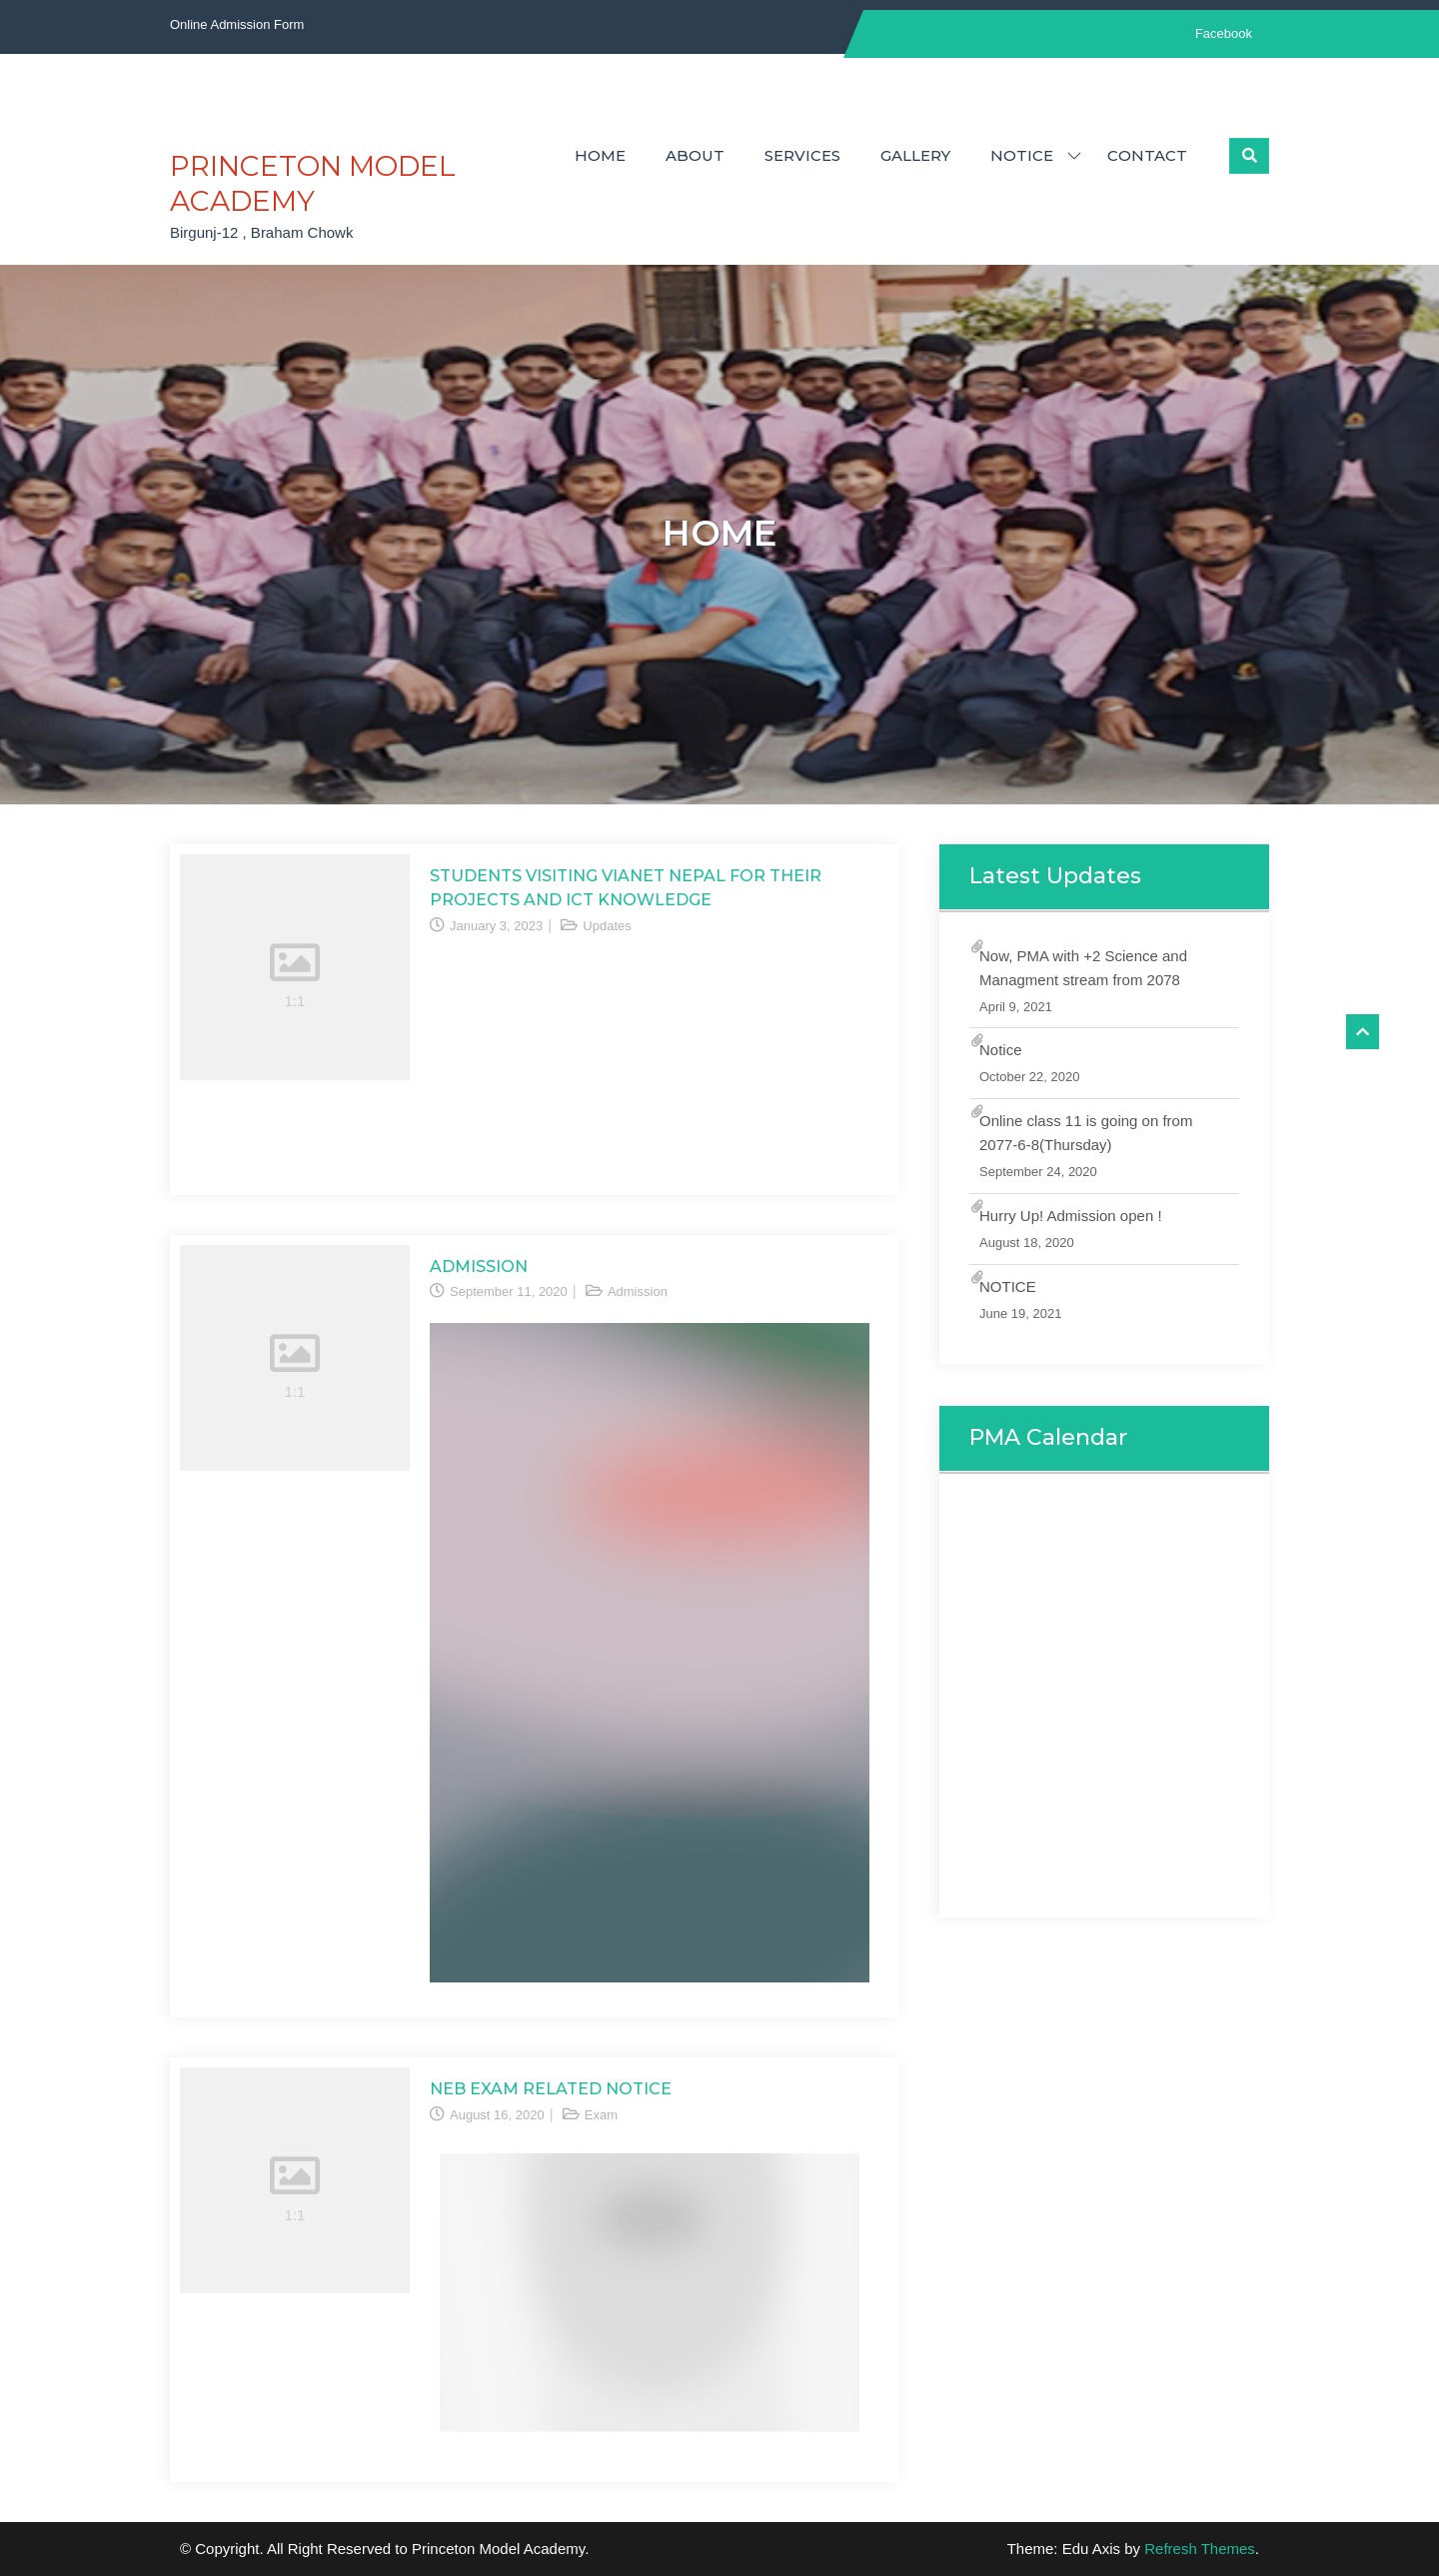 Online Admission Form
Facebook
PRINCETON MODEL
ACADEMY
Birgunj-12 , Braham Chowk
HOME
ABOUT
SERVICES
GALLERY
NOTICE
CONTACT
HOME
1:1
STUDENTS VISITING VIANET NEPAL FOR THEIR
PROJECTS AND ICT KNOWLEDGE
January 3, 2023 | Updates
1:1
ADMISSION
September 11, 2020 | Admission
1:1
NEB EXAM RELATED NOTICE
August 16, 2020 | Exam
Latest Updates
Now, PMA with +2 Science and
Managment stream from 2078
April 9, 2021
Notice
October 22, 2020
Online class 11 is going on from
2077-6-8(Thursday)
September 24, 2020
Hurry Up! Admission open !
August 18, 2020
NOTICE
June 19, 2021
PMA Calendar
© Copyright. All Right Reserved to Princeton Model Academy.
Theme: Edu Axis by Refresh Themes.